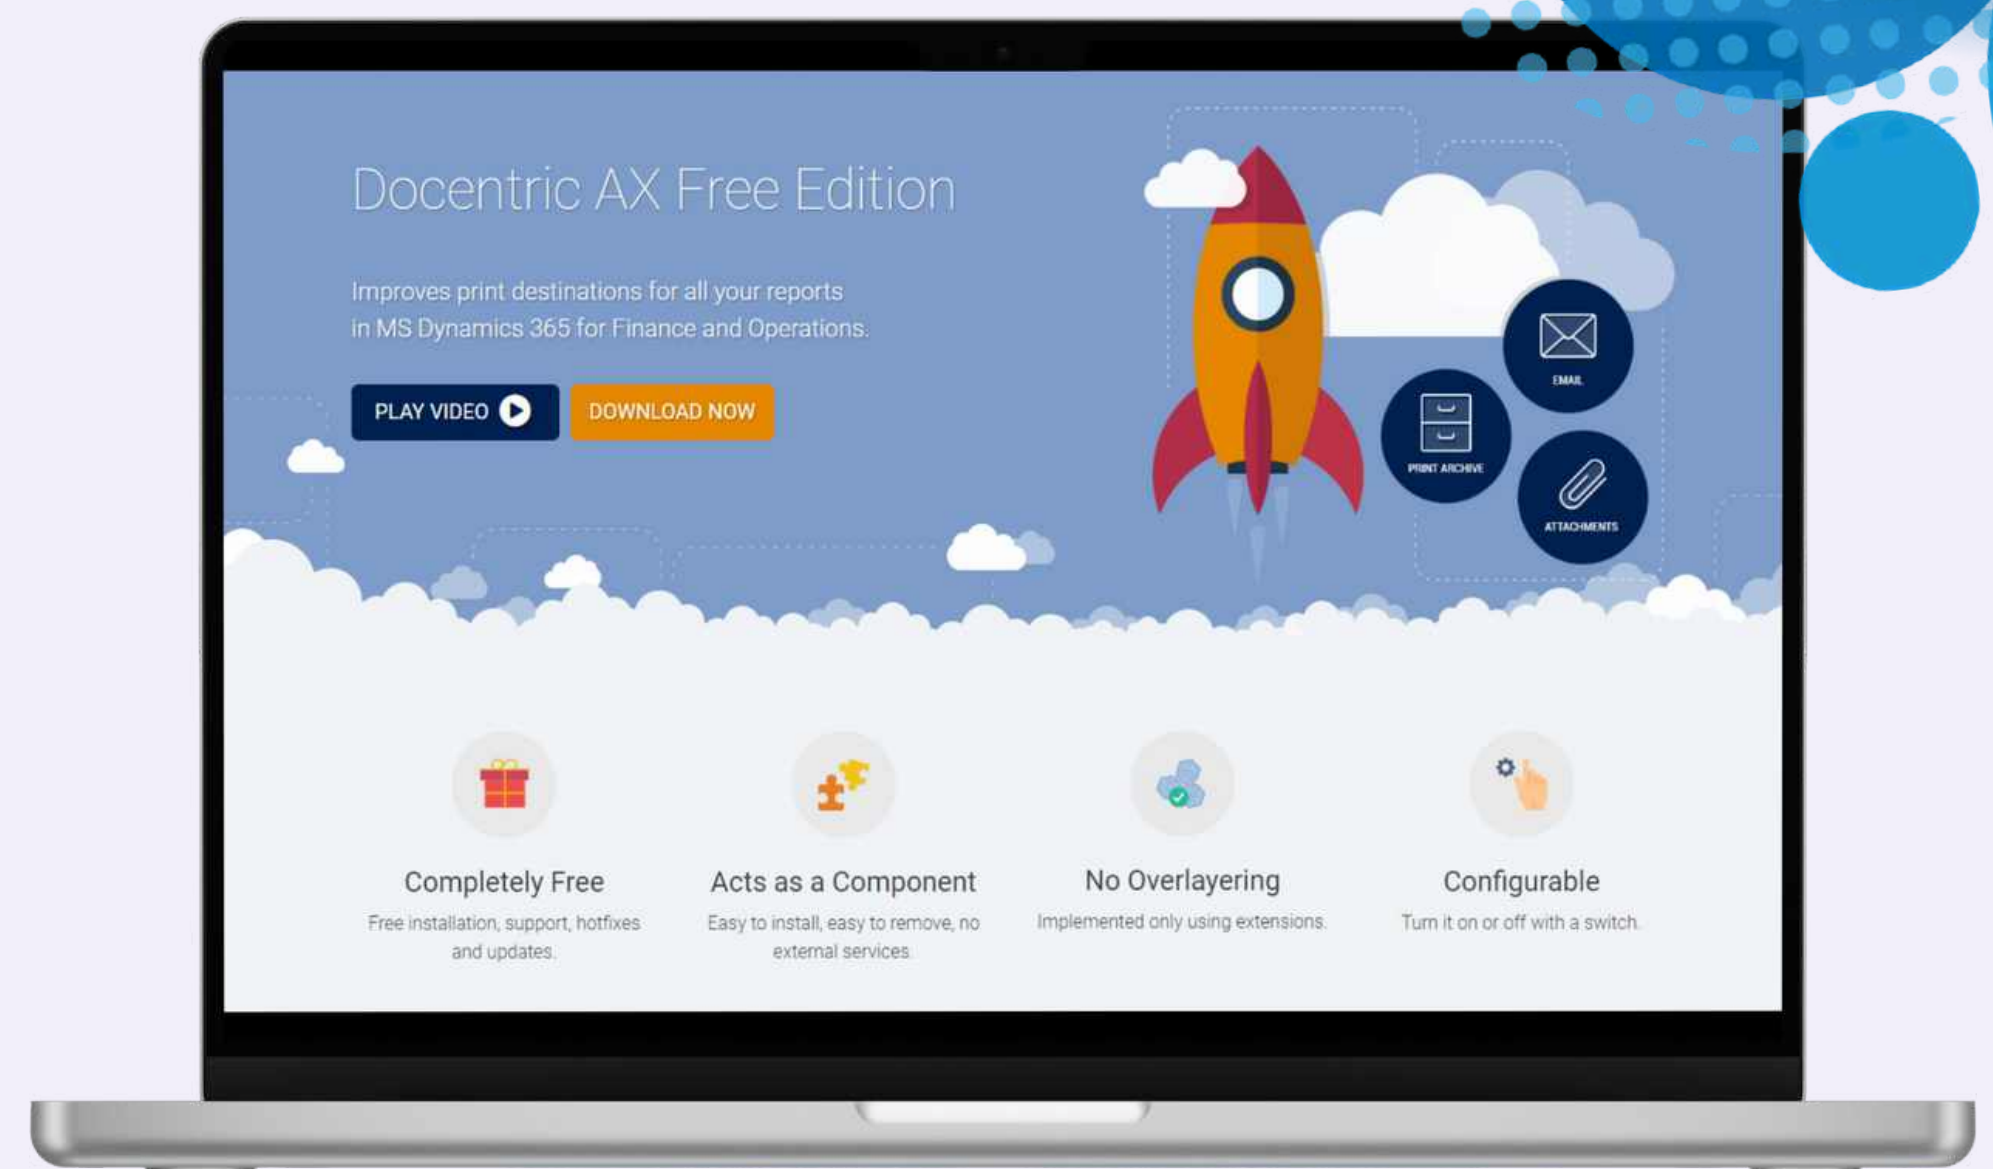 Docentric AX Free Edition
Improves print destinations for all your reports
in MS Dynamics 365 for Finance and Operations.
PLAY VIDEO
DOWNLOAD NOW
EMAIL
PRINT ARCHIVE
ATTACHMENTS
Completely Free
Free installation, support, hotfixes
and updates.
Acts as a Component
Easy to install, easy to remove, no
external services.
No Overlayering
Implemented only using extensions.
Configurable
Turn it on or off with a switch.